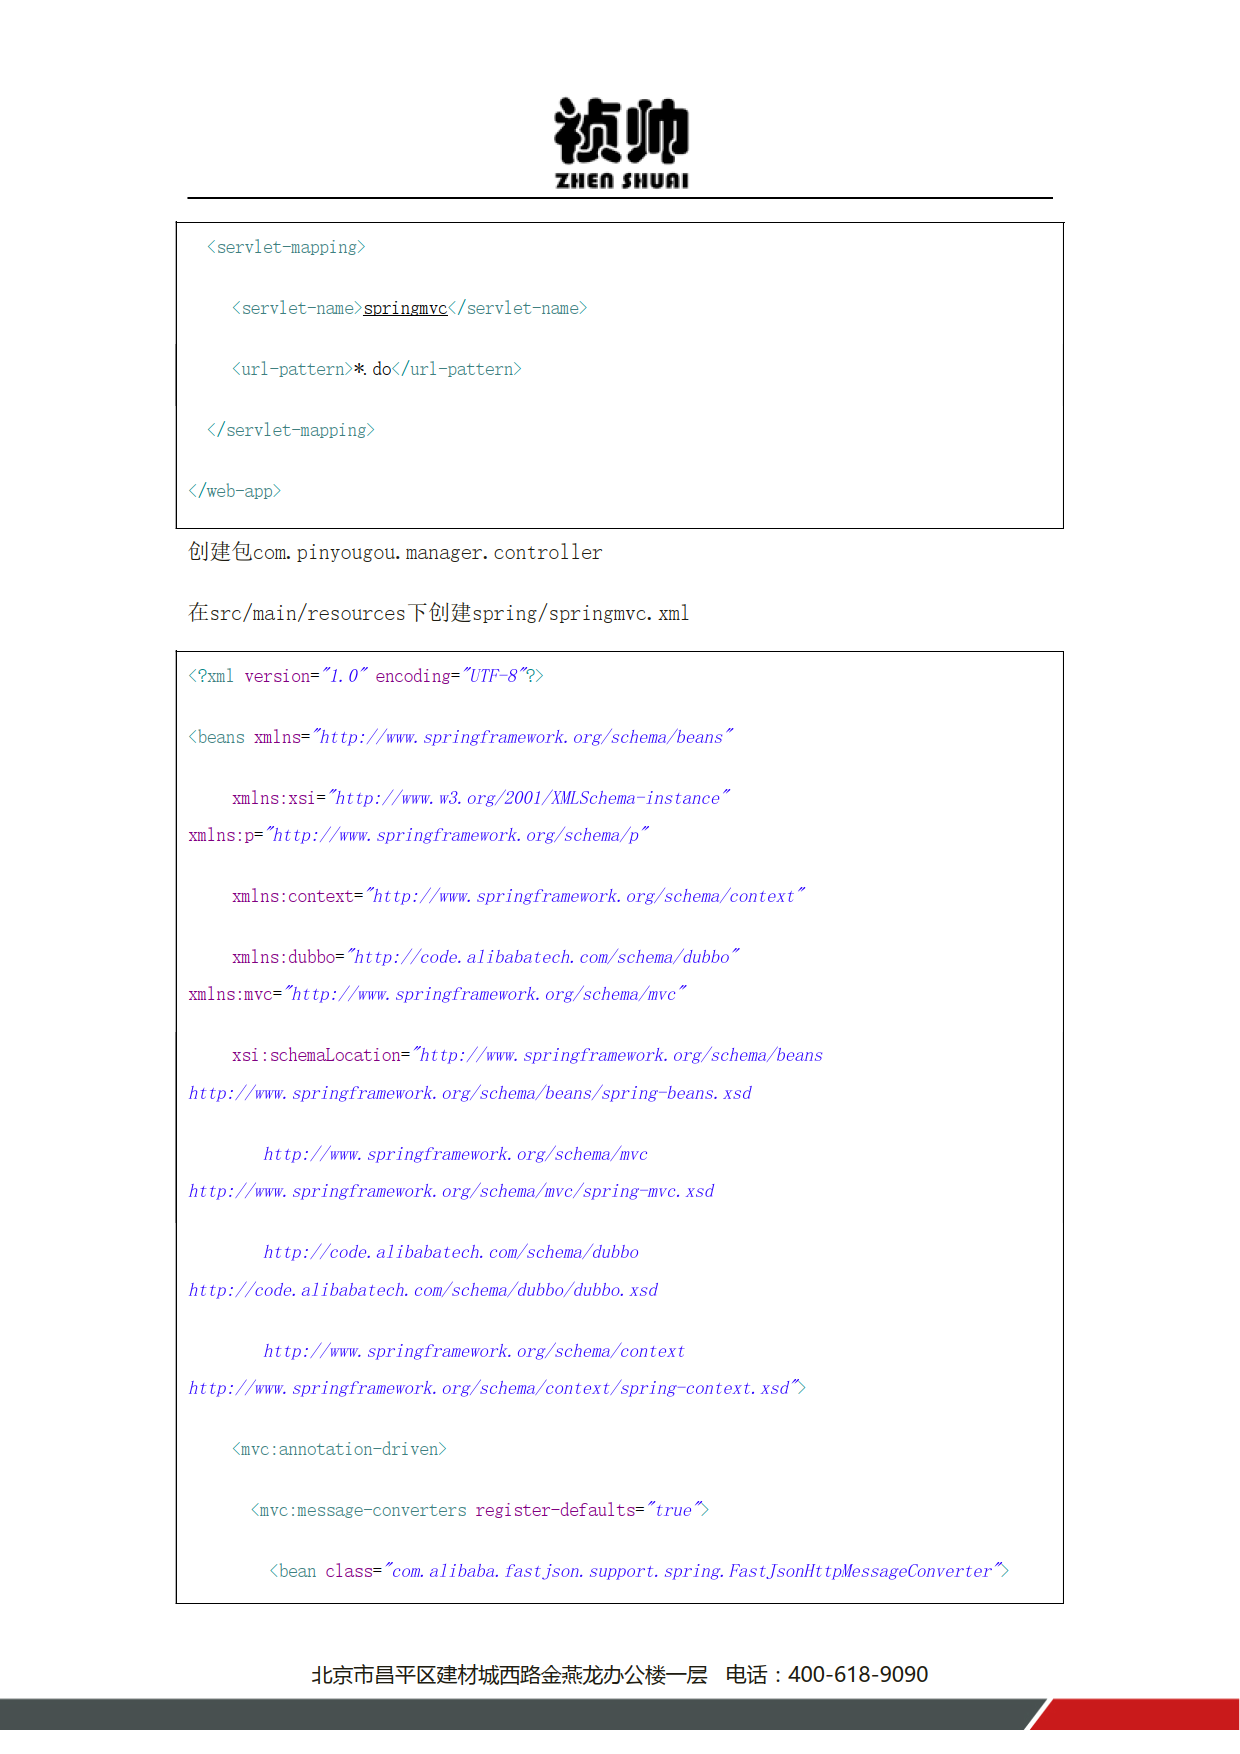 祯帅
ZHEN SHUAI
<servlet-mapping>
<servlet-name>springmvc</servlet-name>
<url-pattern>*.do</url-pattern>
</servlet-mapping>
</web-app>
创建包com.pinyougou.manager.controller
在src/main/resources下创建spring/springmvc.xml
<?xml version="1.0" encoding="UTF-8"?>
<beans xmlns="http://www.springframework.org/schema/beans"
xmlns:xsi="http://www.w3.org/2001/XMLSchema-instance"
xmlns:p="http://www.springframework.org/schema/p"
xmlns:context="http://www.springframework.org/schema/context"
xmlns:dubbo="http://code.alibabatech.com/schema/dubbo"
xmlns:mvc="http://www.springframework.org/schema/mvc"
xsi:schemaLocation="http://www.springframework.org/schema/beans
http://www.springframework.org/schema/beans/spring-beans.xsd
http://www.springframework.org/schema/mvc
http://www.springframework.org/schema/mvc/spring-mvc.xsd
http://code.alibabatech.com/schema/dubbo
http://code.alibabatech.com/schema/dubbo/dubbo.xsd
http://www.springframework.org/schema/context
http://www.springframework.org/schema/context/spring-context.xsd">
<mvc:annotation-driven>
<mvc:message-converters register-defaults="true">
<bean class="com.alibaba.fastjson.support.spring.FastJsonHttpMessageConverter">
北京市昌平区建材城西路金燕龙办公楼一层 电话：400-618-9090